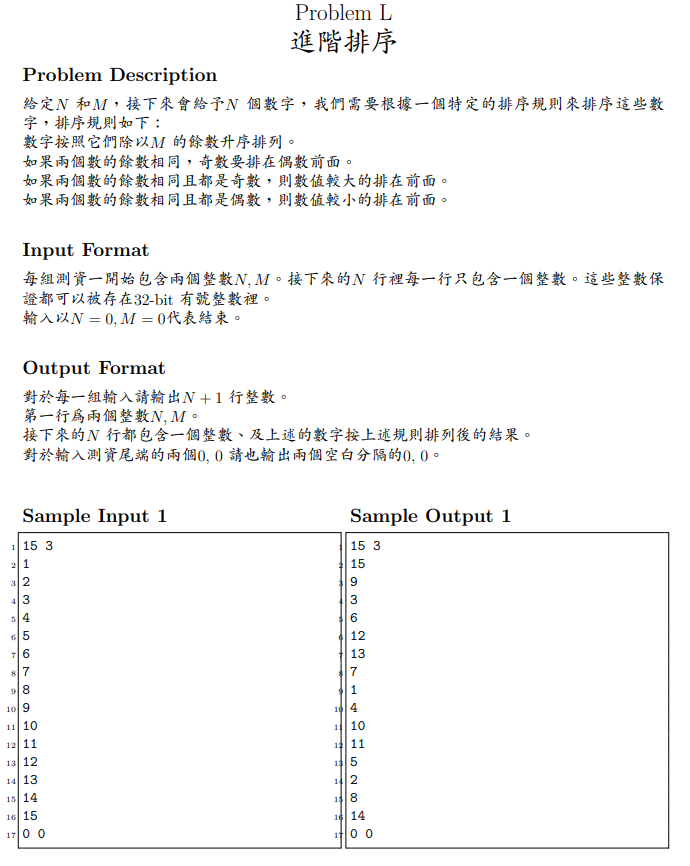 Problem L
進階排序
Problem Description
給定N 和M，接下來會給予N 個數字，我們需要根據一個特定的排序規則來排序這些數
字，排序規則如下：
數字按照它們除以M 的餘數升序排列。
如果兩個數的餘數相同，奇數要排在偶數前面。
如果兩個數的餘數相同且都是奇數，則數值較大的排在前面。
如果兩個數的餘數相同且都是偶數，則數值較小的排在前面。
Input Format
每組測資一開始包含兩個整數N, M。接下來的N 行裡每一行只包含一個整數。這些整數保
證都可以被存在32-bit 有號整數裡。
輸入以N = 0, M = 0代表結束。
Output Format
對於每一組輸入請輸出N + 1 行整數。
第一行爲兩個整數N, M。
接下來的N 行都包含一個整數、及上述的數字按上述規則排列後的結果。
對於輸入測資尾端的兩個0, 0 請也輸出兩個空白分隔的0, 0。
Sample Input 1
1 15 3
2 1
3 2
4 3
5 4
6 5
7 6
8 7
9 8
10 9
11 10
12 11
13 12
14 13
15 14
16 15
17 0 0
Sample Output 1
1 15 3
2 15
3 9
4 3
5 6
6 12
7 13
8 7
9 1
10 4
11 10
12 11
13 5
14 2
15 8
16 14
17 0 0